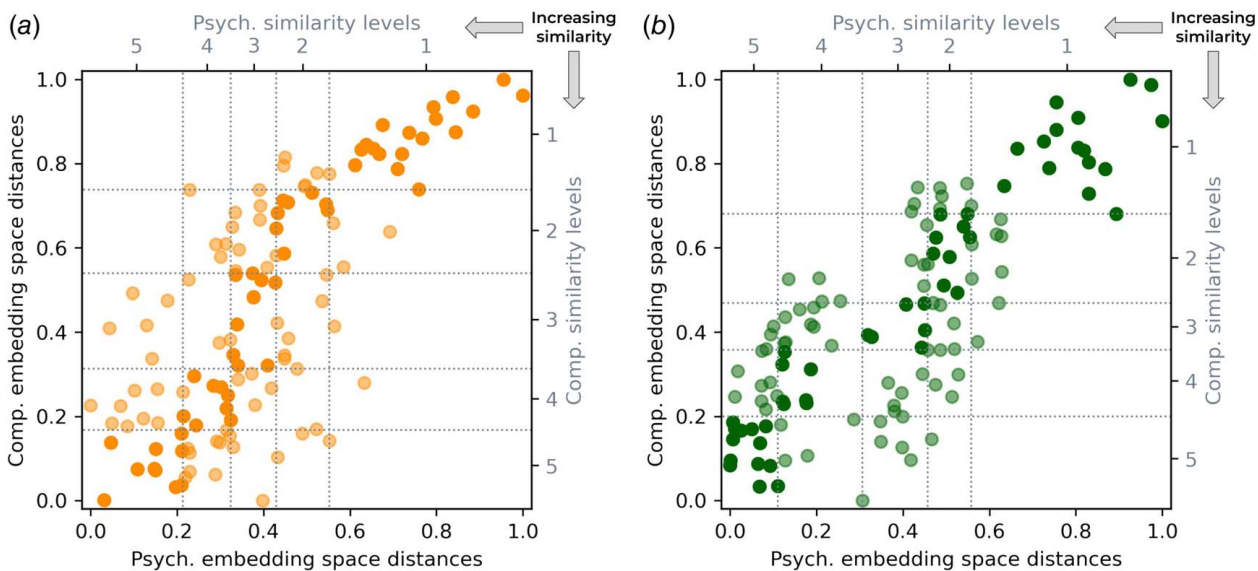 (a)
Psych. similarity levels
Increasing
similarity
5 4 3 2 1
1.0
0.8
0.6
0.4
0.2
0.0
Comp. embedding space distances
1
2
3
4
5
Comp. similarity levels
0.0 0.2 0.4 0.6 0.8 1.0
Psych. embedding space distances
(b)
Psych. similarity levels
Increasing
similarity
5 4 3 2 1
1.0
0.8
0.6
0.4
0.2
0.0
Comp. embedding space distances
1
2
3
4
5
Comp. similarity levels
0.0 0.2 0.4 0.6 0.8 1.0
Psych. embedding space distances